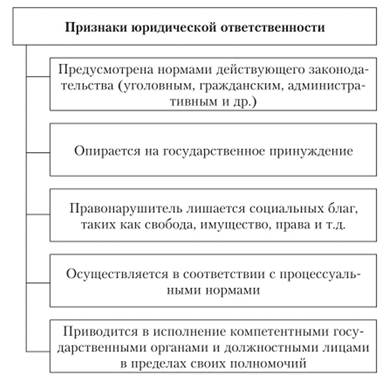 Признаки юридической ответственности
Предусмотрена нормами действующего законода-
тельства (уголовным, гражданским, администра-
тивным и др.)
Опирается на государственное принуждение
Правонарушитель лишается социальных благ,
таких как свобода, имущество, права и т.д.
Осуществляется в соответствии с процессуаль-
ными нормами
Приводится в исполнение компетентными госу-
дарственными органами и должностными лицами
в пределах своих полномочий